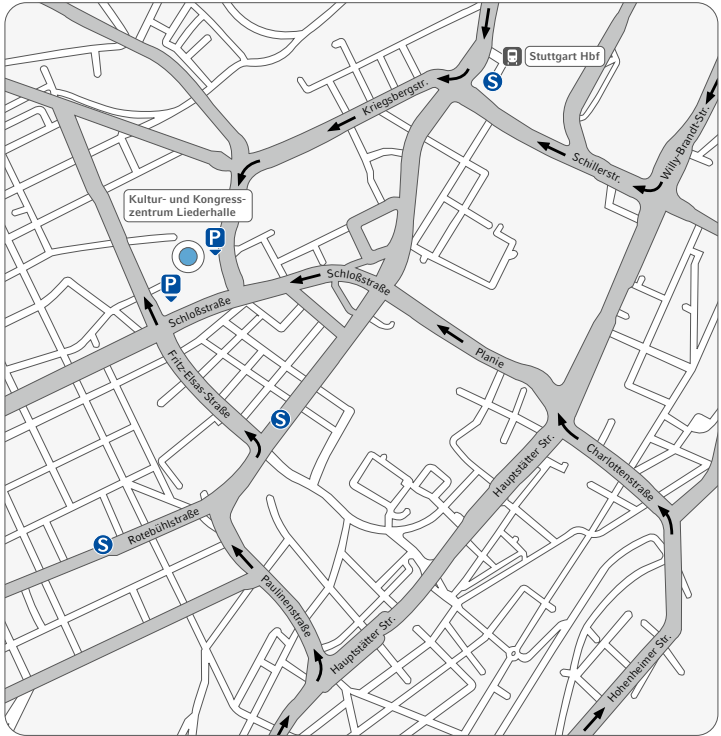 Stuttgart Hbf
S
Kriegsbergstr.
Willy-Brandt-Str.
Schillerstr.
Kultur- und Kongress-
zentrum Liederhalle
P
P
Schloßstraße
Schloßstraße
Planie
Fritz-Elsas-Straße
S
Hauptstätter Str.
Charlottenstraße
S
Rotebühlstraße
Paulinenstraße
Hauptstätter Str.
Hohenheimer Str.